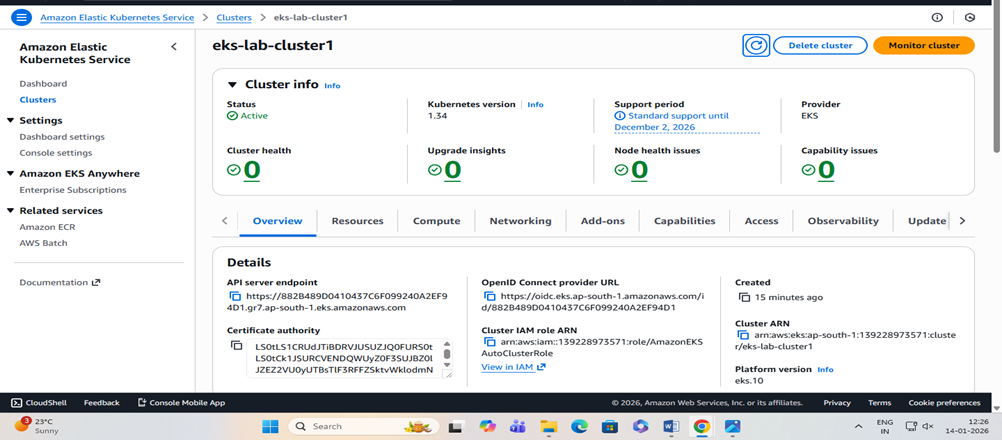 Amazon Elastic Kubernetes Service > Clusters > eks-lab-cluster1
Amazon Elastic
Kubernetes Service
Dashboard
Clusters
Settings
Dashboard settings
Console settings
Amazon EKS Anywhere
Enterprise Subscriptions
Related services
Amazon ECR
AWS Batch
Documentation
eks-lab-cluster1
Delete cluster
Monitor cluster
Cluster info Info
Status
Active
Kubernetes version Info
1.34
Support period
Standard support until
December 2, 2026
Provider
EKS
Cluster health
0
Upgrade insights
0
Node health issues
0
Capability issues
0
Overview Resources Compute Networking Add-ons Capabilities Access Observability Update
Details
API server endpoint
https://882B489D0410437C6F099240A2EF9
4D1.gr7.ap-south-1.eks.amazonaws.com
Certificate authority
LS0tLS1CRUdJTiBDRVJUSUZJQ0FURS0t
LS0tCk1JSURCVENDQWUyZ0F3SUJBZ0l
JZEZ2VU0yUTBsTlF3RFFZSktvWklodmN
OpenID Connect provider URL
https://oidc.eks.ap-south-1.amazonaws.com/i
d/882B489D0410437C6F099240A2EF94D1
Cluster IAM role ARN
arn:aws:iam::139228973571:role/AmazonEKS
AutoClusterRole
View in IAM
Created
15 minutes ago
Cluster ARN
arn:aws:eks:ap-south-1:139228973571:cluste
r/eks-lab-cluster1
Platform version Info
eks.10
CloudShell Feedback Console Mobile App © 2026, Amazon Web Services, Inc. or its affiliates. Privacy Terms Cookie preferences
3
23°C
Sunny
Search
ENG
IN
12:26
14-01-2026